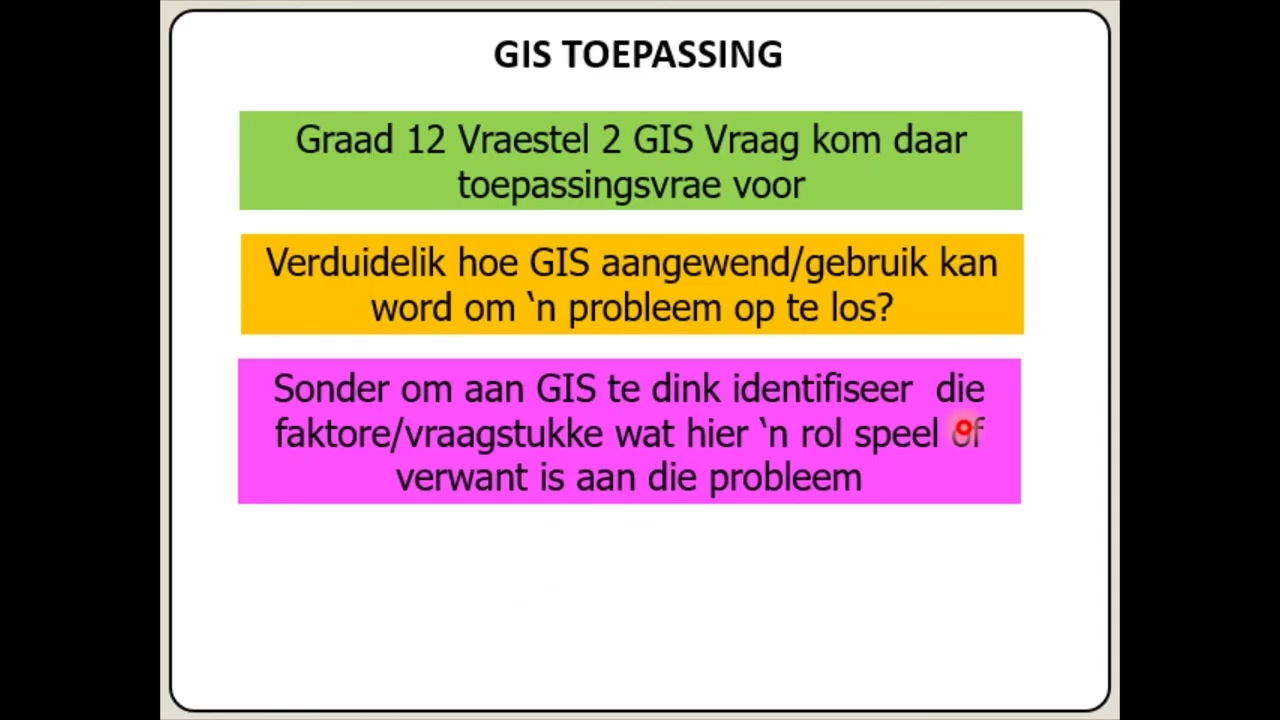 GIS TOEPASSING
Graad 12 Vraestel 2 GIS Vraag kom daar
toepassingsvrae voor
Verduidelik hoe GIS aangewend/gebruik kan
word om ‘n probleem op te los?
Sonder om aan GIS te dink identifiseer die
faktore/vraagstukke wat hier ‘n rol speel of
verwant is aan die probleem